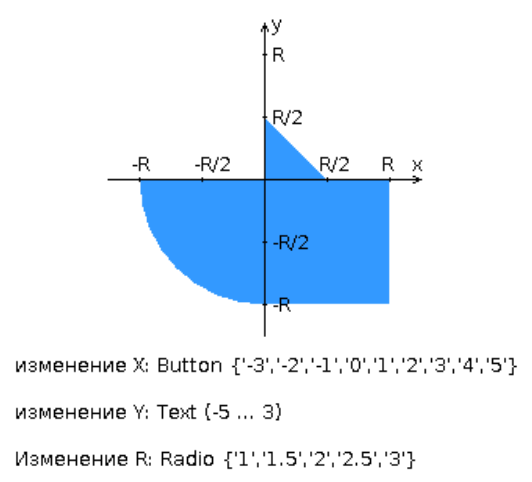 y
R
R/2
-R -R/2 R/2 R x
-R/2
-R
изменение X: Button {'-3','-2','-1','0','1','2','3','4','5'}
изменение Y: Text (-5 ... 3)
Изменение R: Radio {'1','1.5','2','2.5','3'}